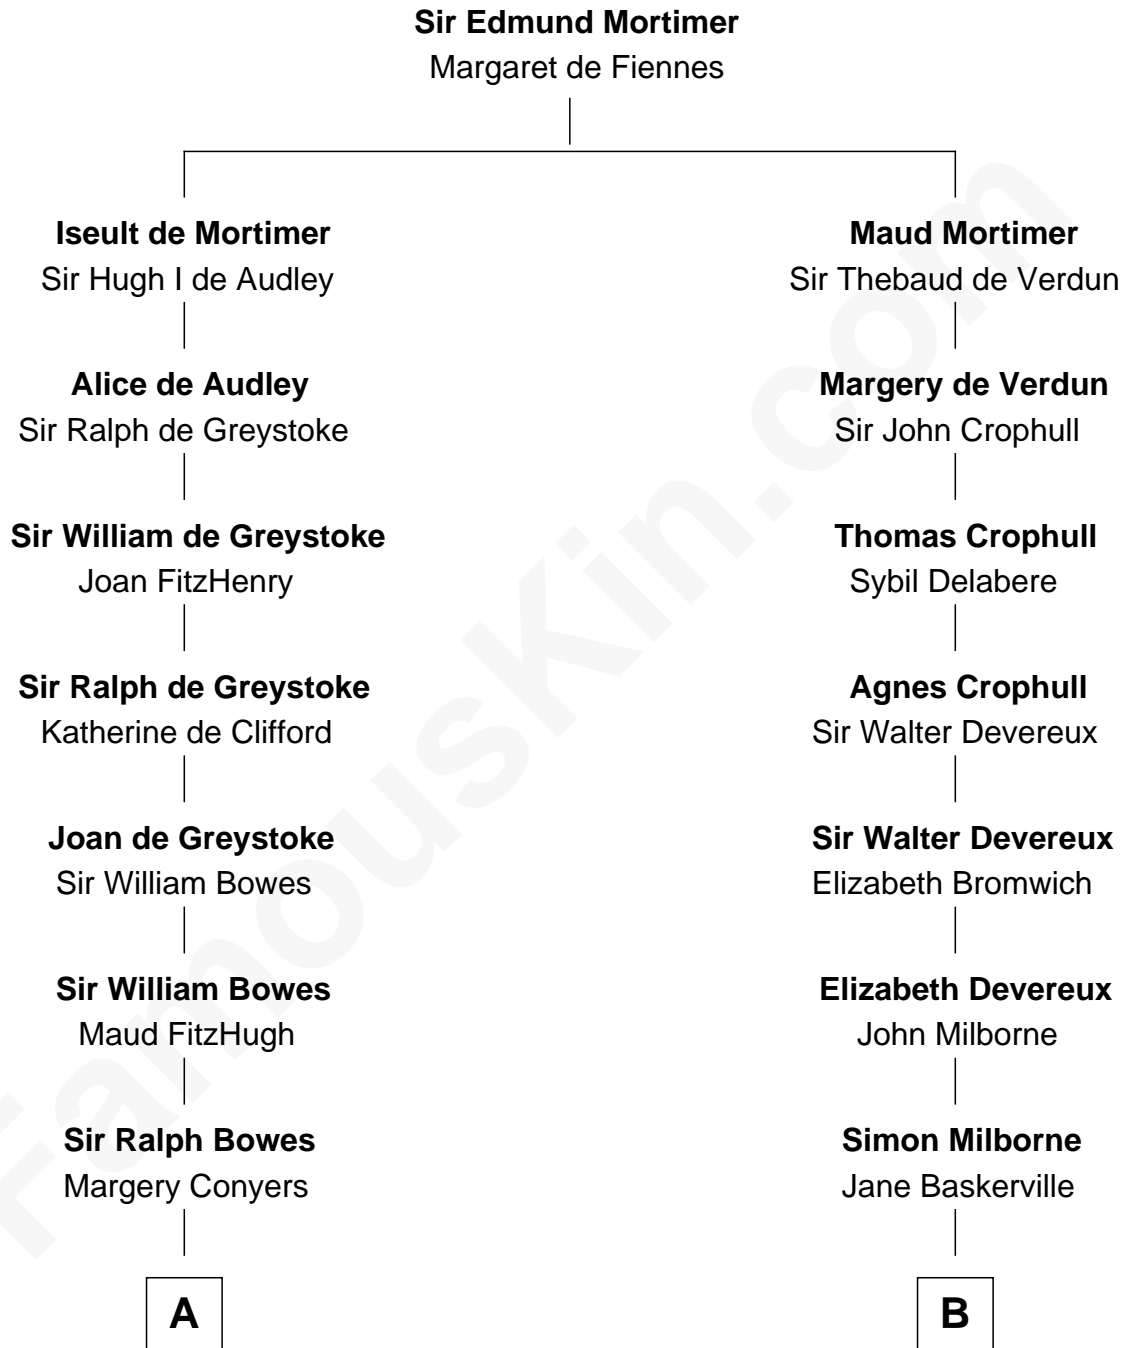 Sir Edmund Mortimer
Margaret de Fiennes
Iseult de Mortimer
Sir Hugh I de Audley
Maud Mortimer
Sir Thebaud de Verdun
Alice de Audley
Sir Ralph de Greystoke
Margery de Verdun
Sir John Crophull
Sir William de Greystoke
Joan FitzHenry
Thomas Crophull
Sybil Delabere
Sir Ralph de Greystoke
Katherine de Clifford
Agnes Crophull
Sir Walter Devereux
Joan de Greystoke
Sir William Bowes
Sir Walter Devereux
Elizabeth Bromwich
Sir William Bowes
Maud FitzHugh
Elizabeth Devereux
John Milborne
Sir Ralph Bowes
Margery Conyers
Simon Milborne
Jane Baskerville
A
B
FamousKin.com